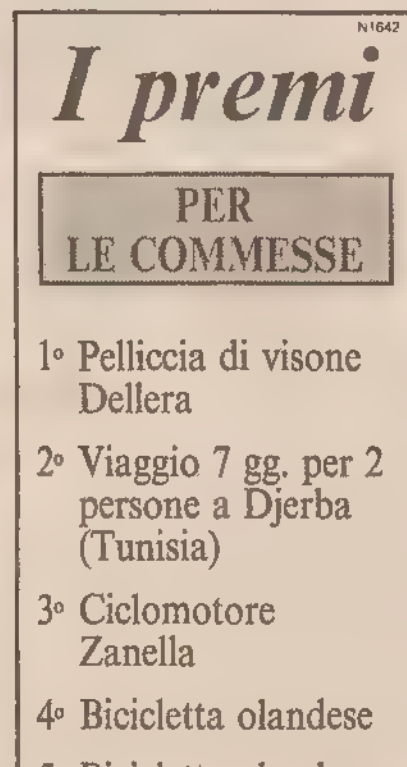 N1642
I premi
PER
LE COMMESSE
1º Pelliccia di visone
Dellera
2º Viaggio 7 gg. per 2
persone a Djerba
(Tunisia)
3º Ciclomotore
Zanella
4º Bicicletta olandese